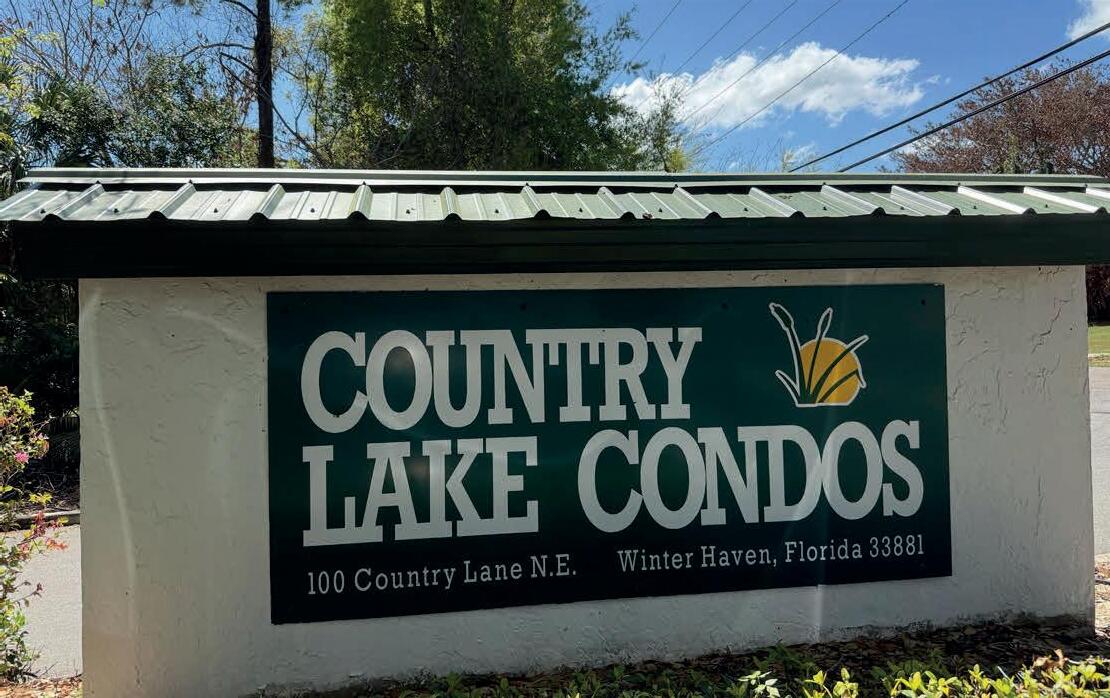 COUNTRY
LAKE CONDOS
100 Country Lane N.E. Winter Haven, Florida 33881